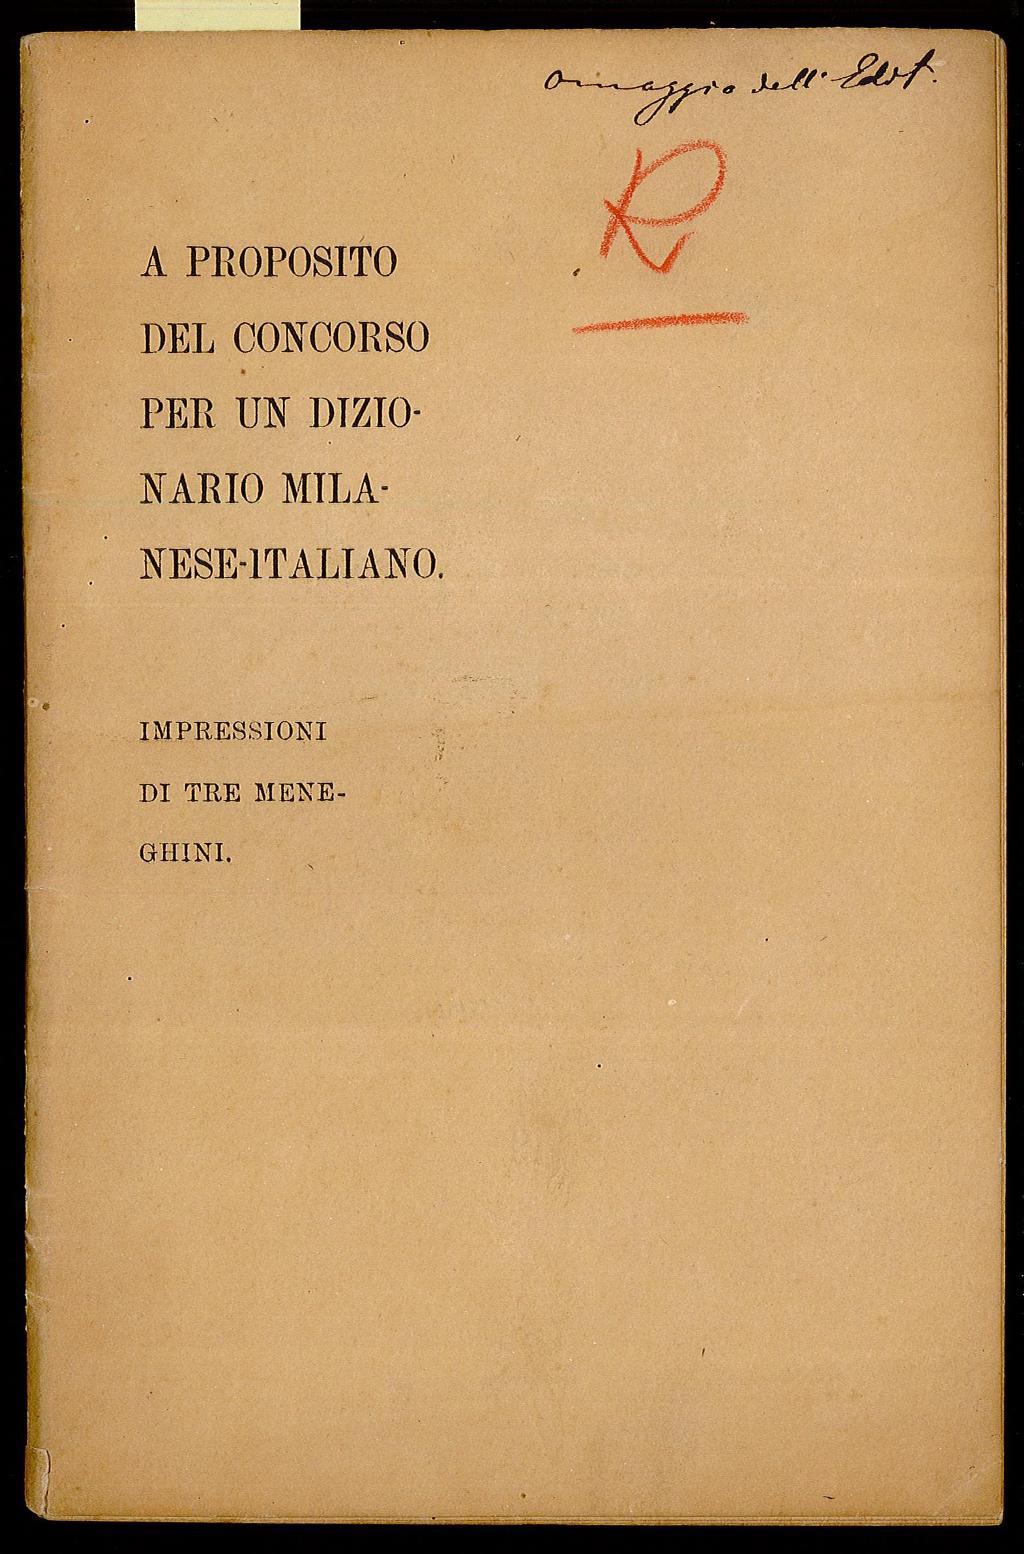 omaggio dell' Edit.
R
A PROPOSITO
DEL CONCORSO
PER UN DIZIO-
NARIO MILA-
NESE-ITALIANO.
IMPRESSIONI
DI TRE MENE-
GHINI.